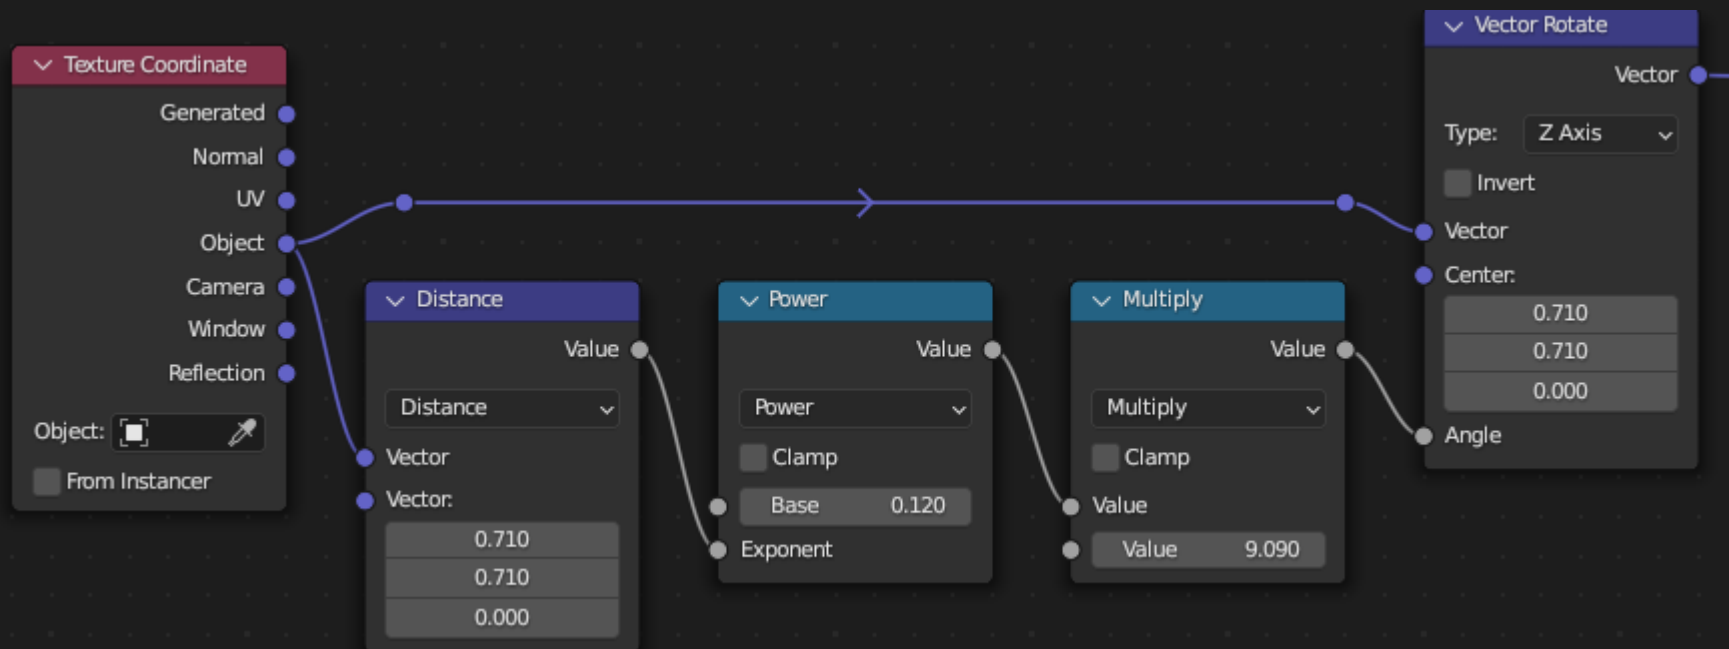 Texture Coordinate
Generated
Normal
UV
Object
Camera
Window
Reflection
Object:
From Instancer
Distance
Value
Distance
Vector
Vector:
0.710
0.710
0.000
Power
Value
Power
Clamp
Base 0.120
Exponent
Multiply
Value
Multiply
Clamp
Value
Value 9.090
Vector Rotate
Vector
Type: Z Axis
Invert
Vector
Center:
0.710
0.710
0.000
Angle